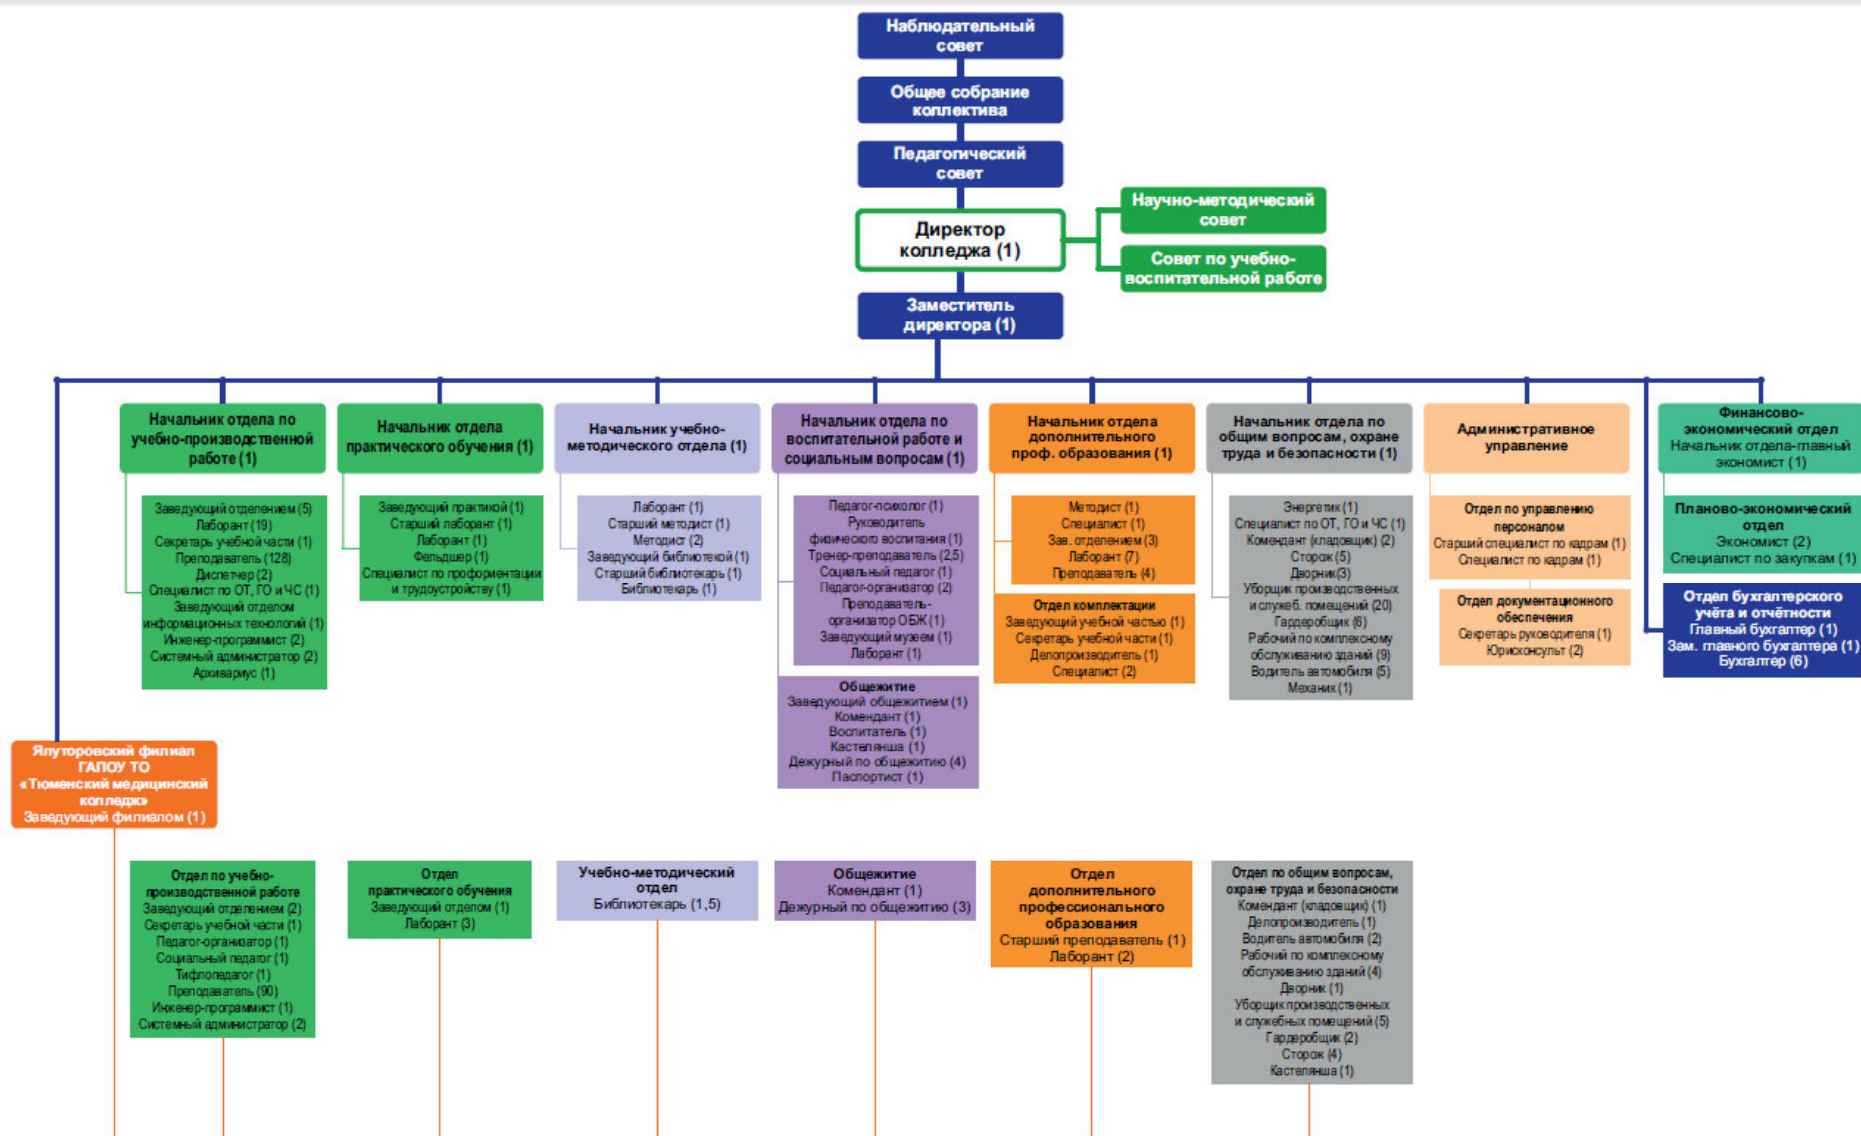 Наблюдательный
совет
Общее собрание
коллектива
Педагогический
совет
Директор
колледжа (1)
Научно-методический
совет
Совет по учебно-
воспитательной работе
Заместитель
директора (1)
Начальник отдела по
учебно-производственной
работе (1)
Заведующий отделением (5)
Лаборант (19)
Секретарь учебной части (1)
Преподаватель (128)
Диспетчер (2)
Специалист по ОТ, ГО и ЧС (1)
Заведующий отделом
информационных технологий (1)
Инженер-программист (2)
Системный администратор (2)
Архивариус (1)
Начальник отдела
практического обучения (1)
Заведующий практикой (1)
Старший лаборант (1)
Лаборант (1)
Фельдшер (1)
Специалист по профориентации
и трудоустройству (1)
Начальник учебно-
методического отдела (1)
Лаборант (1)
Старший методист (1)
Методист (2)
Заведующий библиотекой (1)
Старший библиотекарь (1)
Библиотекарь (1)
Начальник отдела по
воспитательной работе и
социальным вопросам (1)
Педагог-психолог (1)
Руководитель
физического воспитания (1)
Тренер-преподаватель (2,5)
Социальный педагог (1)
Педагог-организатор (2)
Преподаватель-
организатор ОБЖ (1)
Заведующий музеем (1)
Лаборант (1)
Общежитие
Заведующий общежитием (1)
Комендант (1)
Воспитатель (1)
Кастелянша (1)
Дежурный по общежитию (4)
Паспортист (1)
Начальник отдела
дополнительного
проф. образования (1)
Методист (1)
Специалист (1)
Зав. отделением (3)
Лаборант (7)
Преподаватель (4)
Отдел комплектации
Заведующий учебной частью (1)
Секретарь учебной части (1)
Делопроизводитель (1)
Специалист (2)
Начальник отдела по
общим вопросам, охране
труда и безопасности (1)
Энергетик (1)
Специалист по ОТ, ГО и ЧС (1)
Комендант (кладовщик) (2)
Сторож (5)
Дворник(3)
Уборщик производственных
и служеб. помещений (20)
Гардеробщик (6)
Рабочий по комплексному
обслуживанию зданий (9)
Водитель автомобиля (5)
Механик (1)
Административное
управление
Отдел по управлению
персоналом
Старший специалист по кадрам (1)
Специалист по кадрам (1)
Отдел документационного
обеспечения
Секретарь руководителя (1)
Юрисконсульт (2)
Финансово-
экономический отдел
Начальник отдела-главный
экономист (1)
Планово-экономический
отдел
Экономист (2)
Специалист по закупкам (1)
Отдел бухгалтерского
учёта и отчётности
Главный бухгалтер (1)
Зам. главного бухгалтера (1)
Бухгалтер (6)
Ялуторовский филиал
ГАПОУ ТО
«Тюменский медицинский
колледж»
Заведующий филиалом (1)
Отдел по учебно-
производственной работе
Заведующий отделением (2)
Секретарь учебной части (1)
Педагог-организатор (1)
Социальный педагог (1)
Тифлопедагог (1)
Преподаватель (90)
Инженер-программист (1)
Системный администратор (2)
Отдел
практического обучения
Заведующий отделом (1)
Лаборант (3)
Учебно-методический
отдел
Библиотекарь (1,5)
Общежитие
Комендант (1)
Дежурный по общежитию (3)
Отдел
дополнительного
профессионального
образования
Старший преподаватель (1)
Лаборант (2)
Отдел по общим вопросам,
охране труда и безопасности
Комендант (кладовщик) (1)
Делопроизводитель (1)
Водитель автомобиля (2)
Рабочий по комплексному
обслуживанию зданий (4)
Дворник (1)
Уборщик производственных
и служебных помещений (5)
Гардеробщик (2)
Сторож (4)
Кастелянша (1)